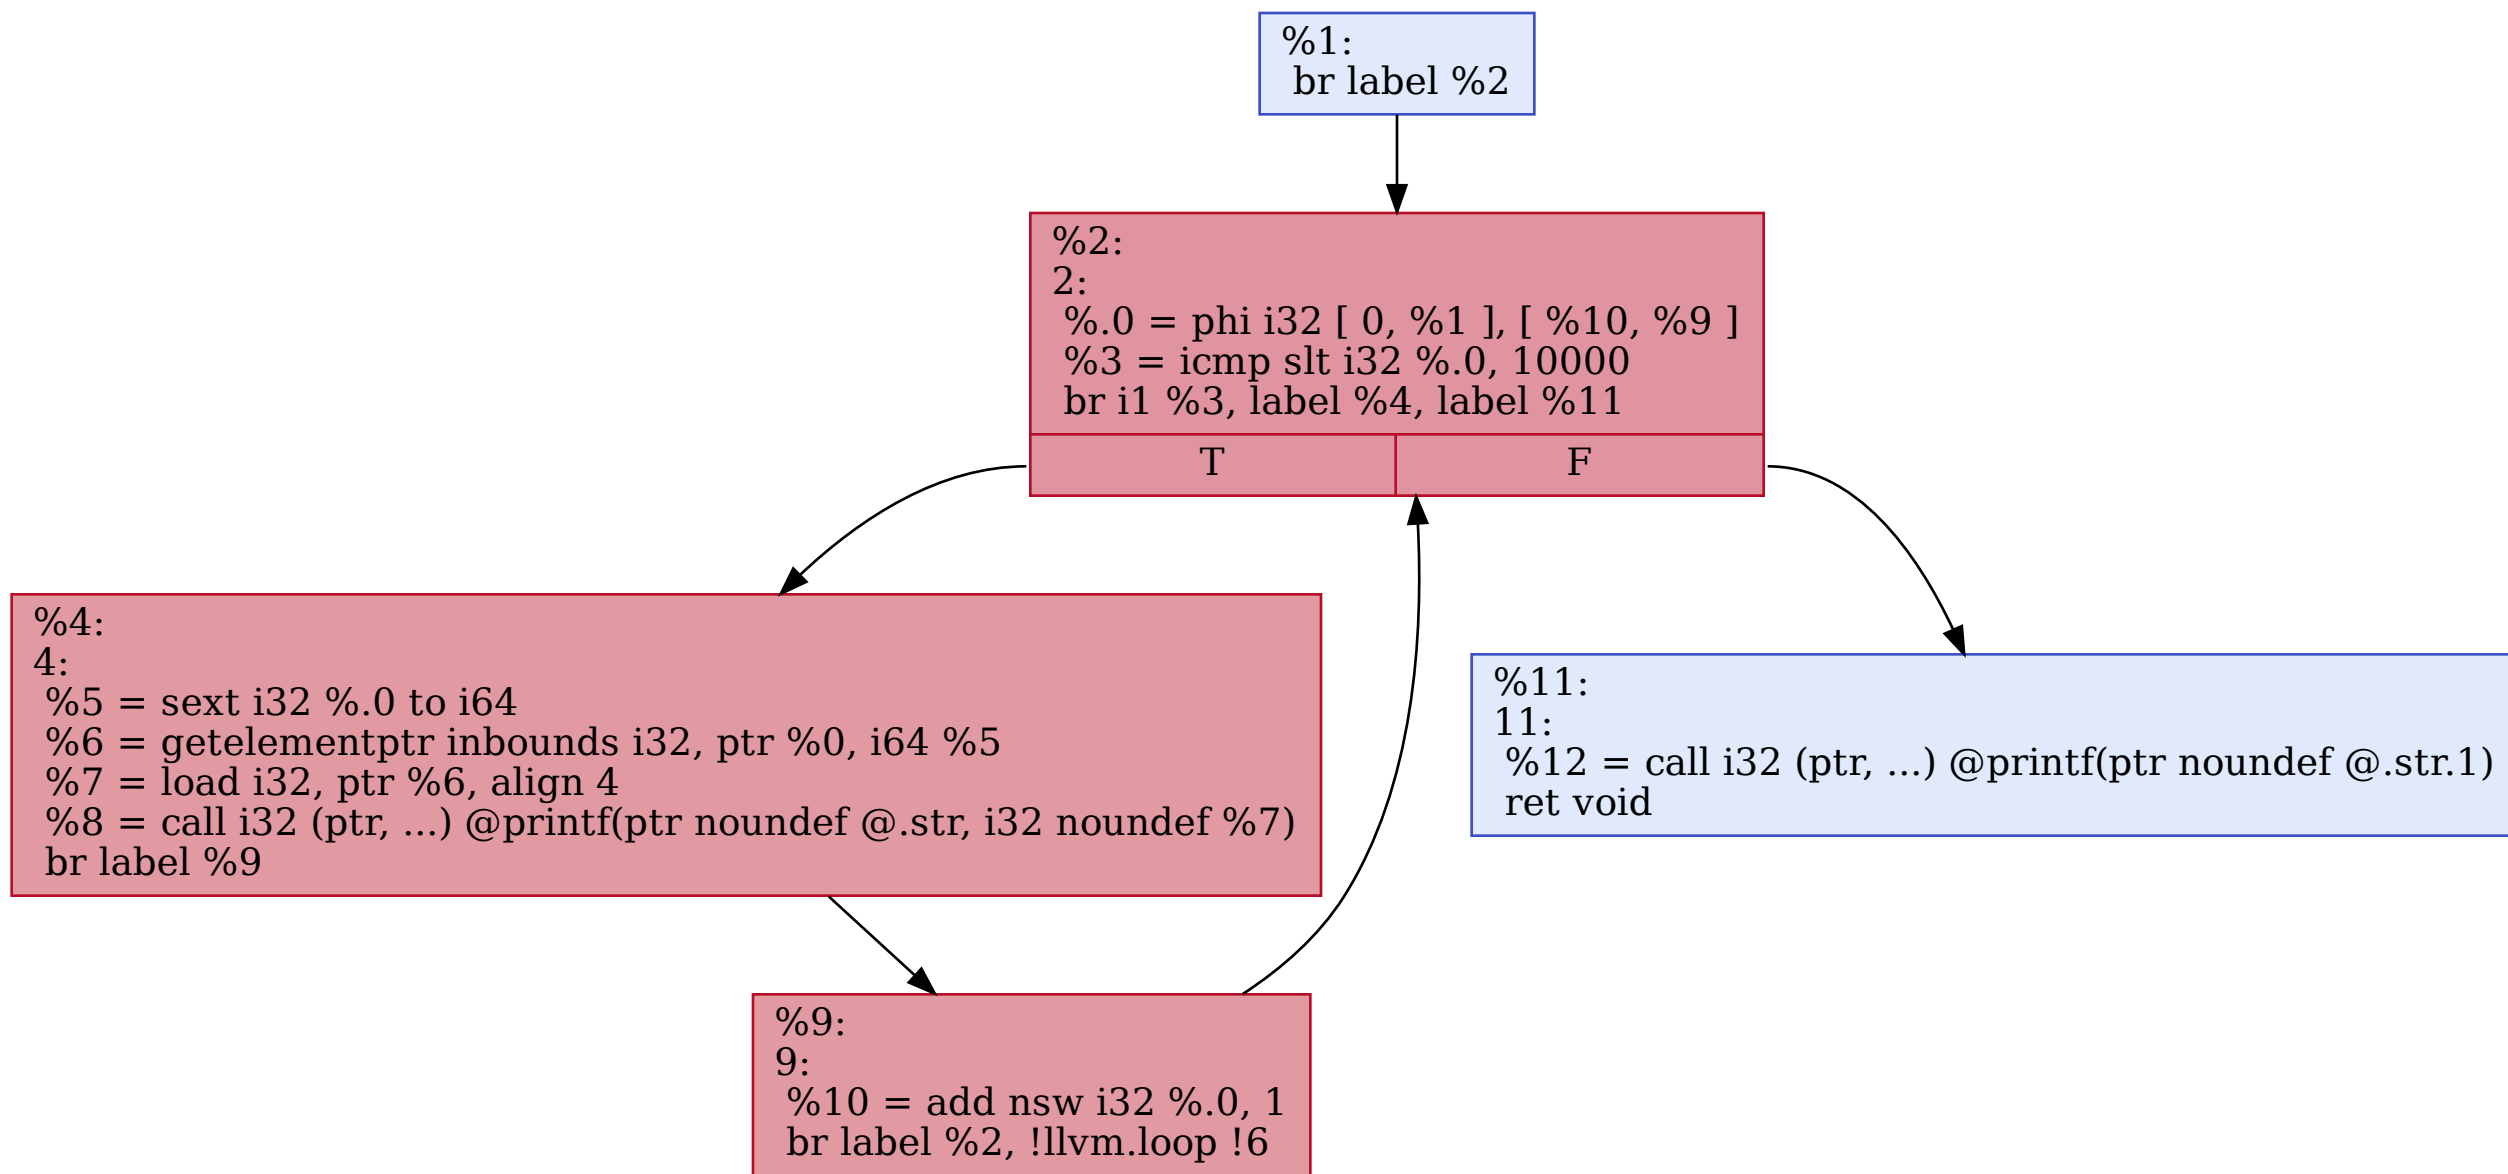 %1:
br label %2
%2:
2:
%.0 = phi i32 [ 0, %1 ], [ %10, %9 ]
%3 = icmp slt i32 %.0, 10000
br i1 %3, label %4, label %11
T
F
%4:
4:
%5 = sext i32 %.0 to i64
%6 = getelementptr inbounds i32, ptr %0, i64 %5
%7 = load i32, ptr %6, align 4
%8 = call i32 (ptr, ...) @printf(ptr noundef @.str, i32 noundef %7)
br label %9
%11:
11:
%12 = call i32 (ptr, ...) @printf(ptr noundef @.str.1)
ret void
%9:
9:
%10 = add nsw i32 %.0, 1
br label %2, !llvm.loop !6